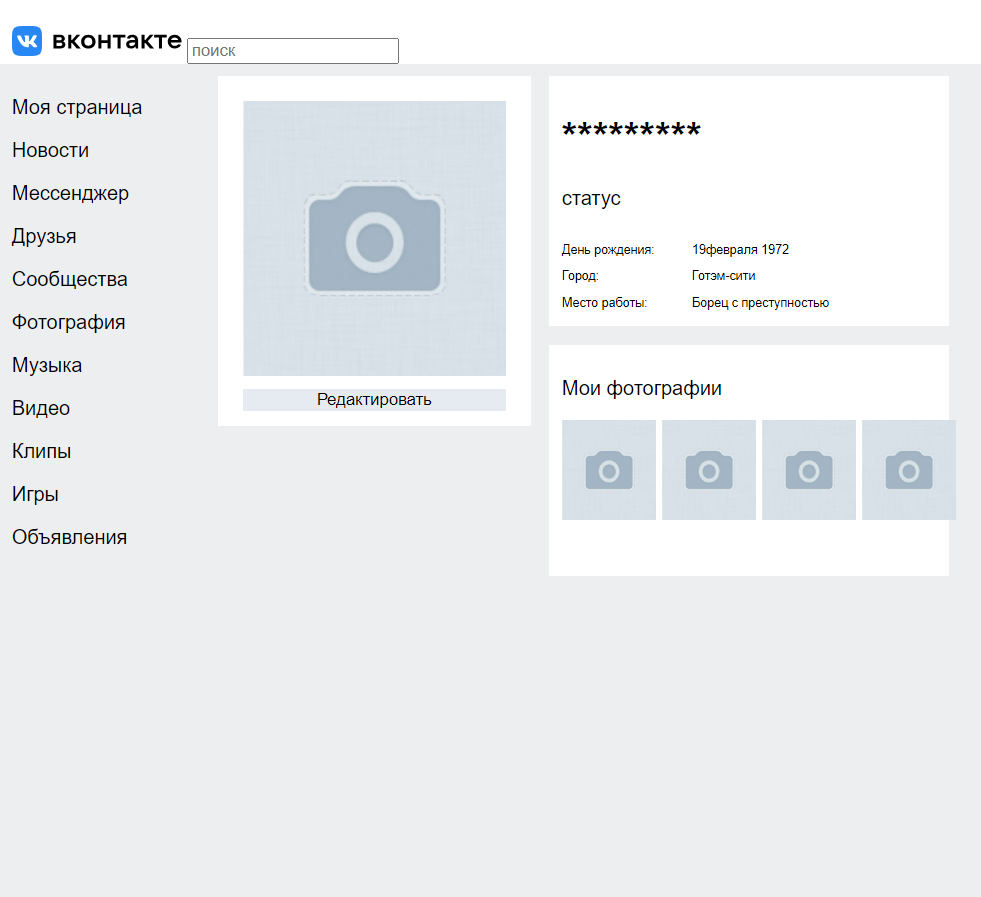 вконтакте
поиск
Моя страница
Новости
Мессенджер
Друзья
Сообщества
Фотография
Музыка
Видео
Клипы
Игры
Объявления
Редактировать
*********
статус
День рождения: 19февраля 1972
Город: Готэм-сити
Место работы: Борец с преступностью
Мои фотографии